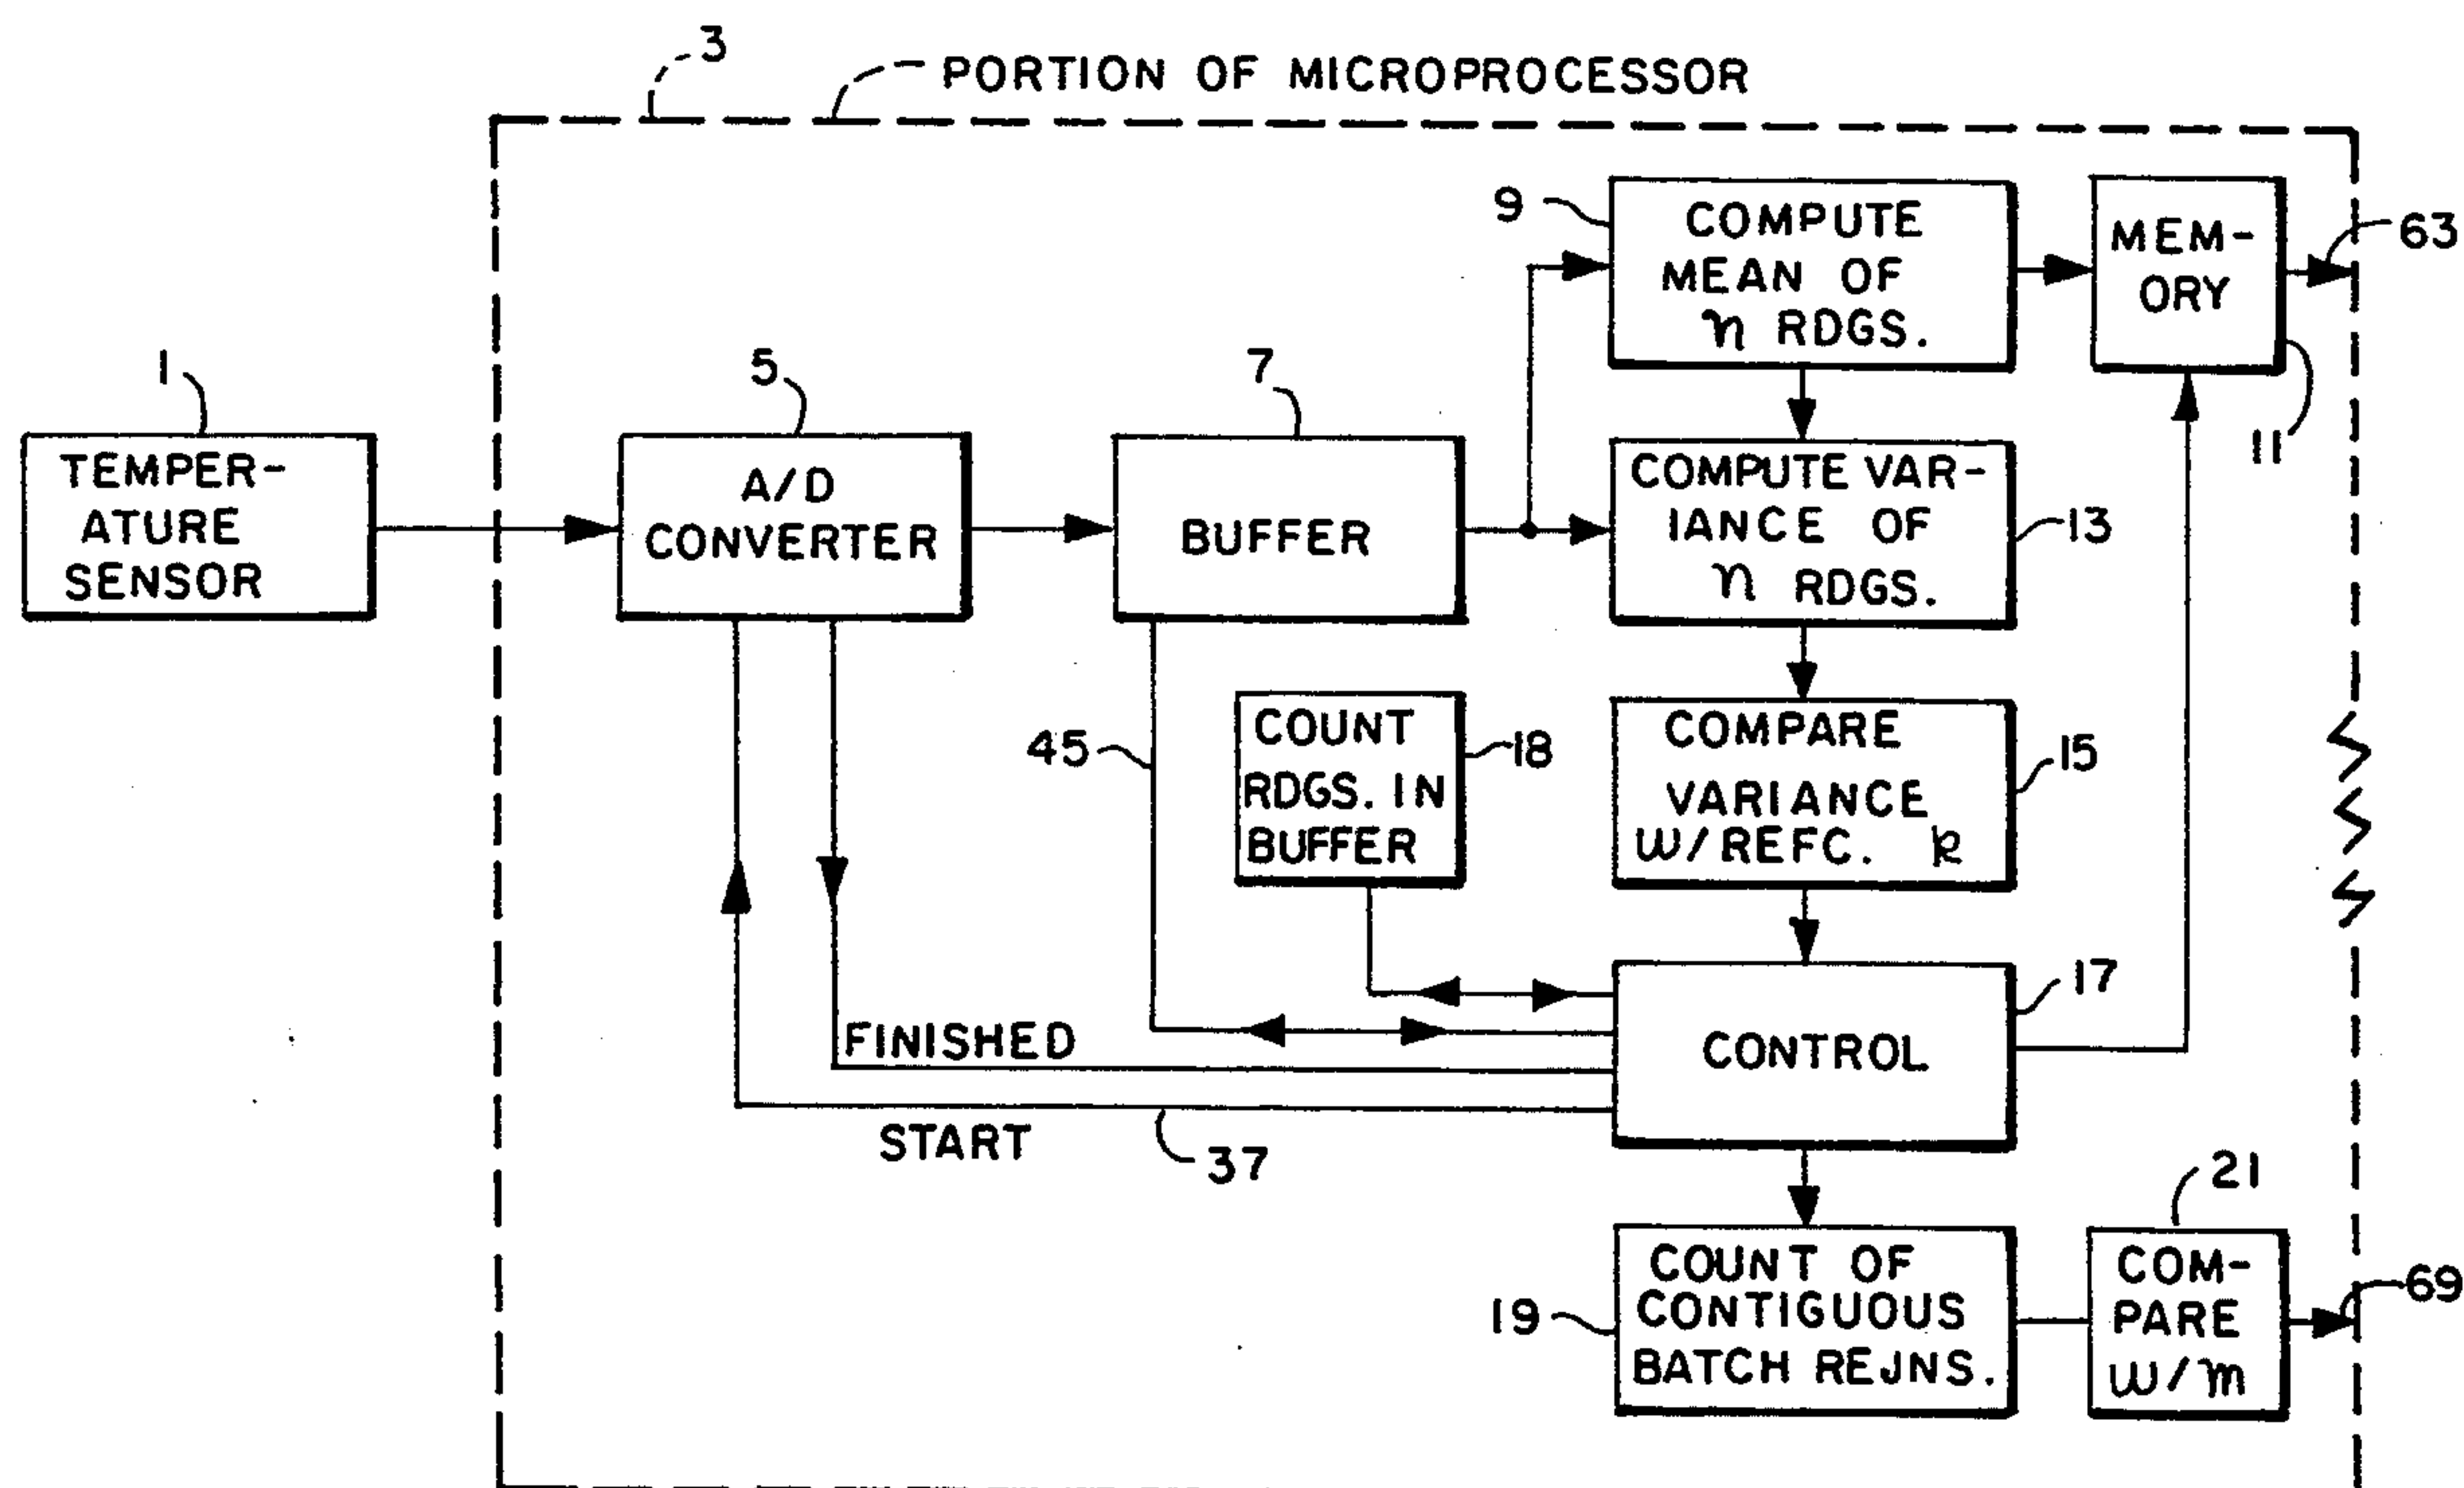 3
PORTION OF MICROPROCESSOR
1
TEMPER-
ATURE
SENSOR
5
A/D
CONVERTER
7
BUFFER
9
COMPUTE
MEAN OF
n RDGS.
MEM-
ORY
63
11
COMPUTE VAR-
IANCE OF
n RDGS.
13
45
COUNT
RDGS. IN
BUFFER
18
COMPARE
VARIANCE
W/REFC. k
15
FINISHED
START
37
CONTROL
17
19
COUNT OF
CONTIGUOUS
BATCH REJNS.
21
COM-
PARE
W/m
69